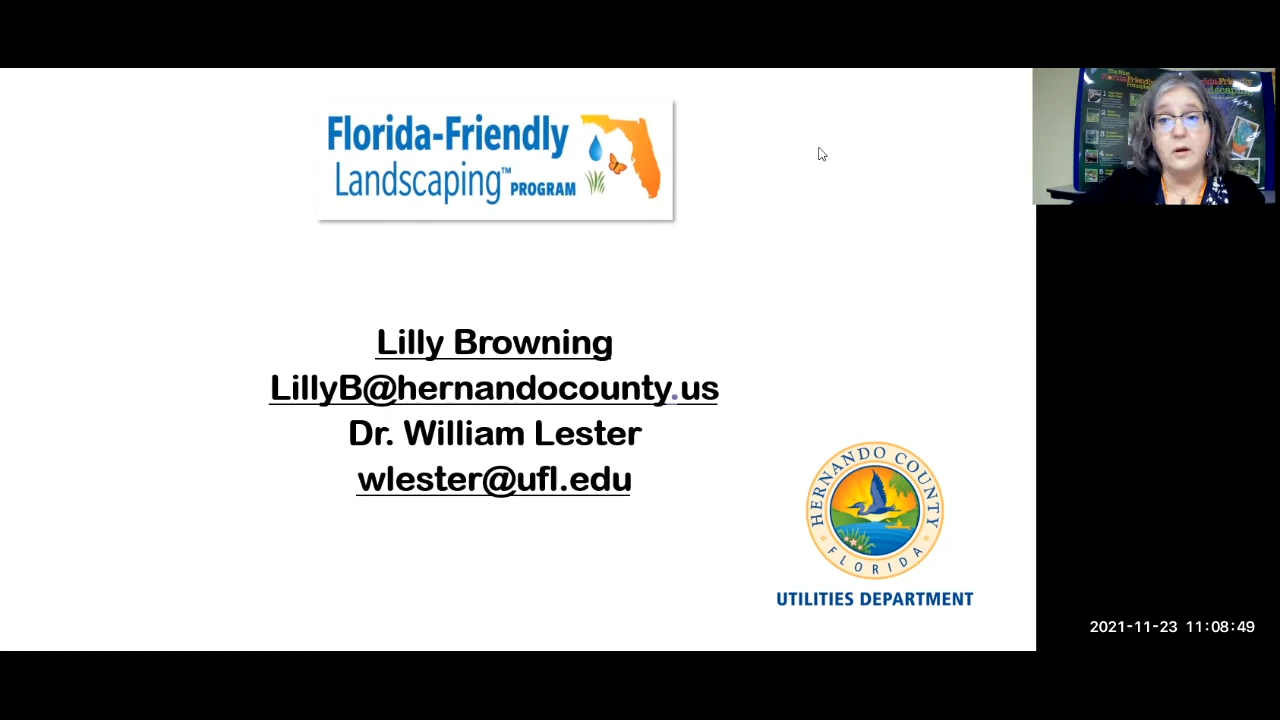 Florida-Friendly
Landscaping™ PROGRAM
Lilly Browning
LillyB@hernandocounty.us
Dr. William Lester
wlester@ufl.edu
HERNANDO COUNTY
FLORIDA
UTILITIES DEPARTMENT
2021-11-23 11:08:49